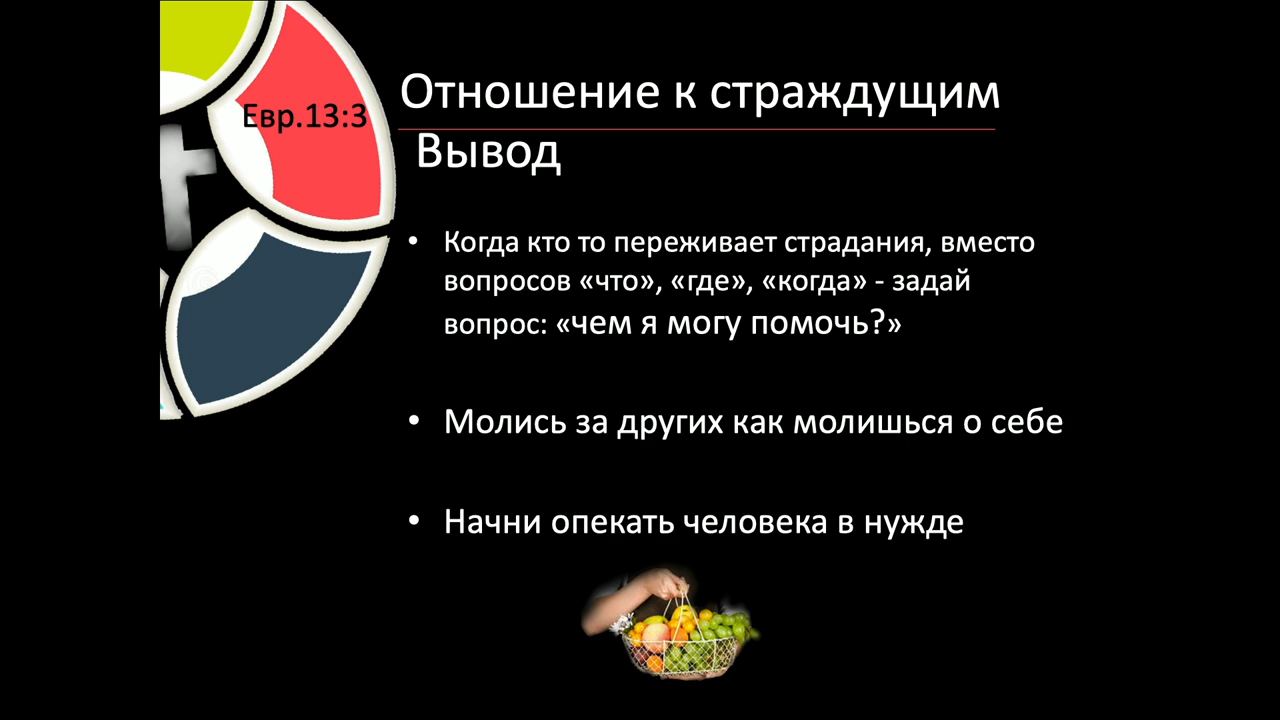 Евр.13:3
Отношение к страждущим
Вывод
• Когда кто то переживает страдания, вместо
вопросов «что», «где», «когда» - задай
вопрос: «чем я могу помочь?»
• Молись за других как молишься о себе
• Начни опекать человека в нужде